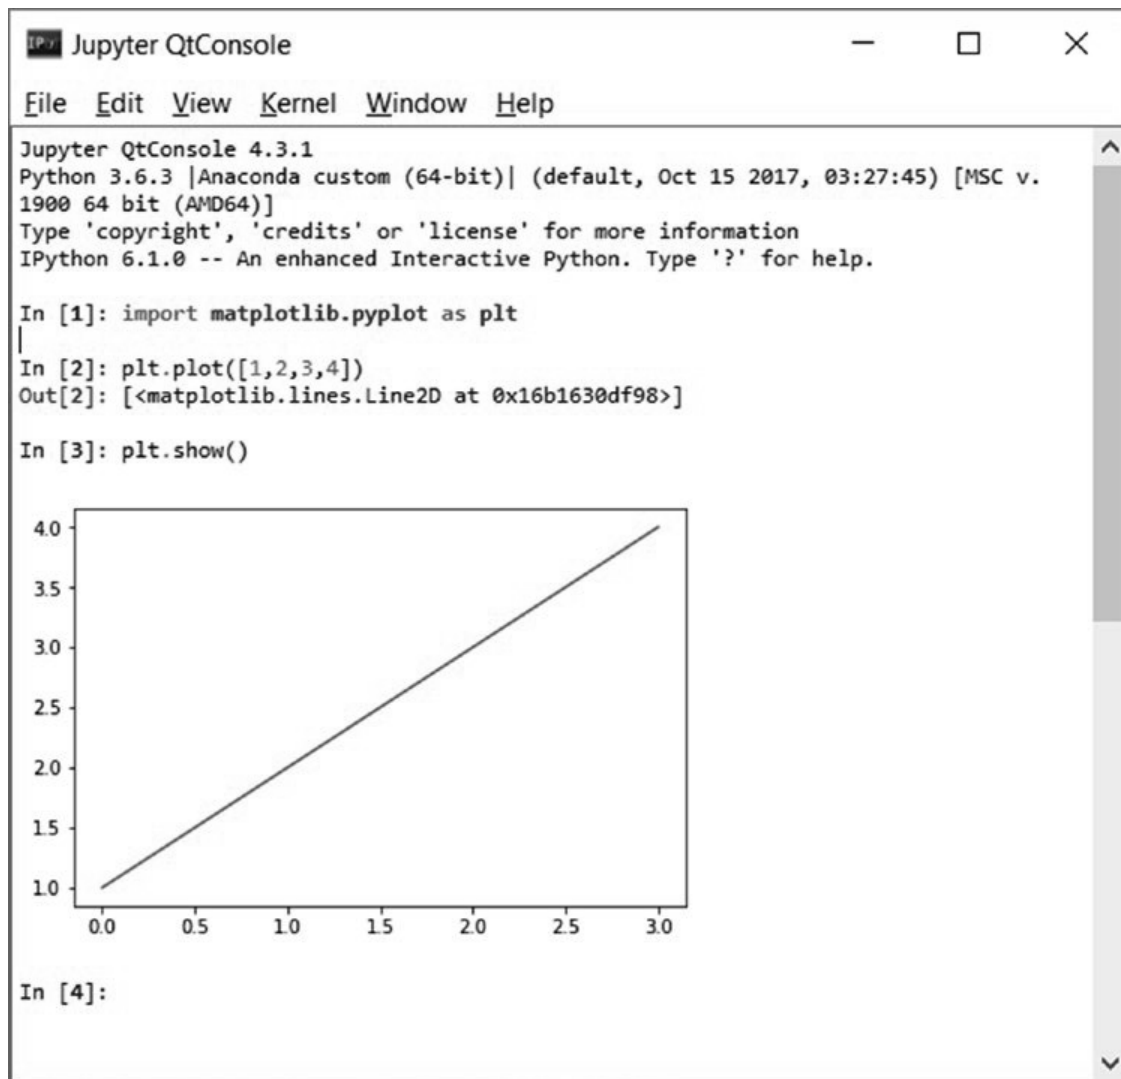 IP[y] Jupyter QtConsole
File Edit View Kernel Window Help
Jupyter QtConsole 4.3.1
Python 3.6.3 |Anaconda custom (64-bit)| (default, Oct 15 2017, 03:27:45) [MSC v.
1900 64 bit (AMD64)]
Type 'copyright', 'credits' or 'license' for more information
IPython 6.1.0 -- An enhanced Interactive Python. Type '?' for help.
In [1]: import matplotlib.pyplot as plt
In [2]: plt.plot([1,2,3,4])
Out[2]: [<matplotlib.lines.Line2D at 0x16b1630df98>]
In [3]: plt.show()
4.0
3.5
3.0
2.5
2.0
1.5
1.0
0.0 0.5 1.0 1.5 2.0 2.5 3.0
In [4]: